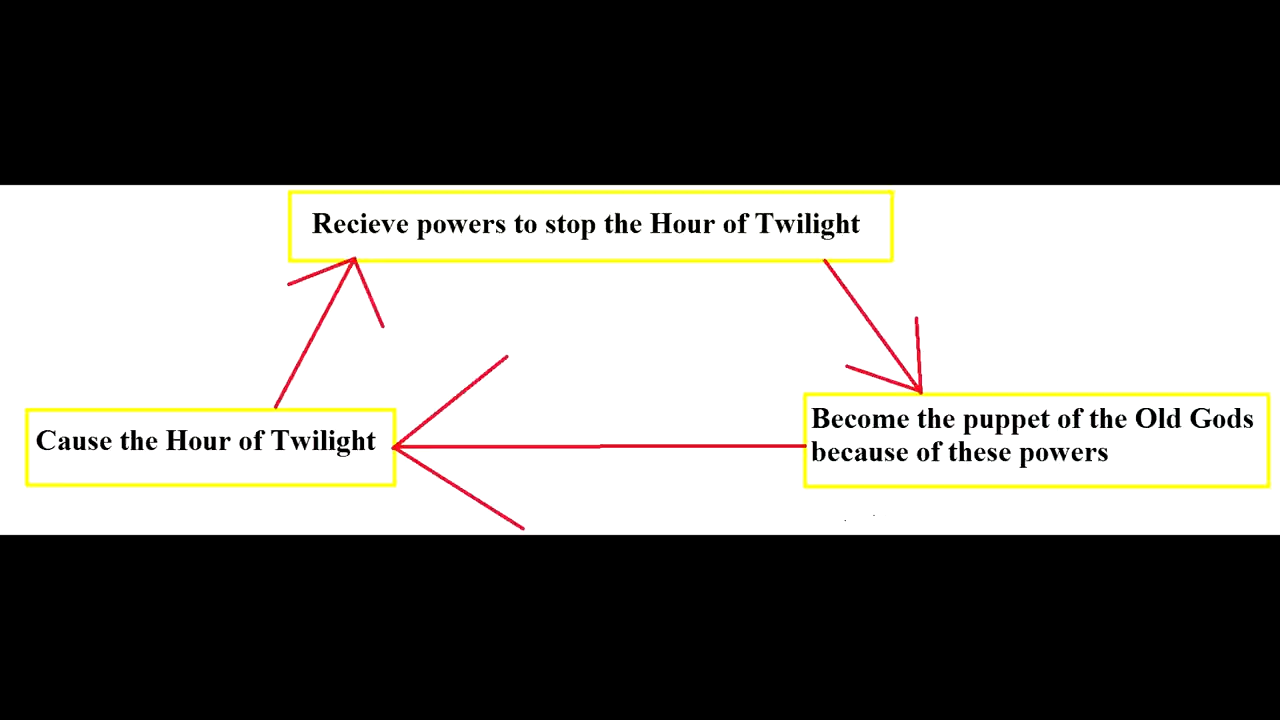 Recieve powers to stop the Hour of Twilight
Become the puppet of the Old Gods
because of these powers
Cause the Hour of Twilight